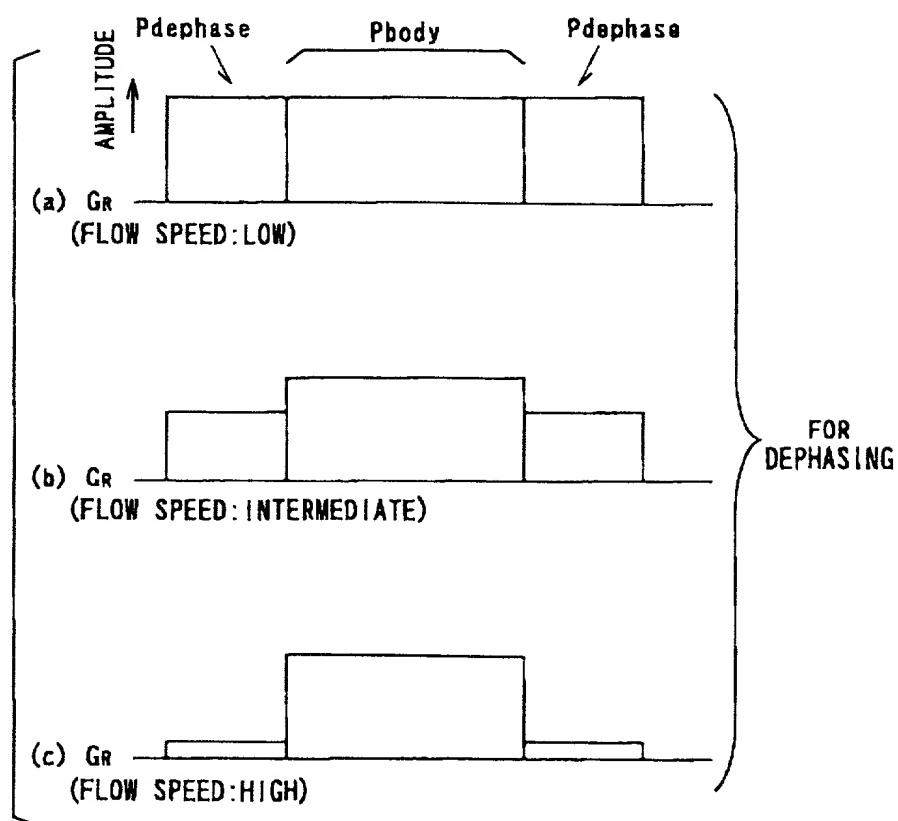 Pdephase Pbody Pdephase
AMPLITUDE
(a) GR
(FLOW SPEED:LOW)
(b) GR
(FLOW SPEED:INTERMEDIATE)
FOR
DEPHASING
(c) GR
(FLOW SPEED:HIGH)